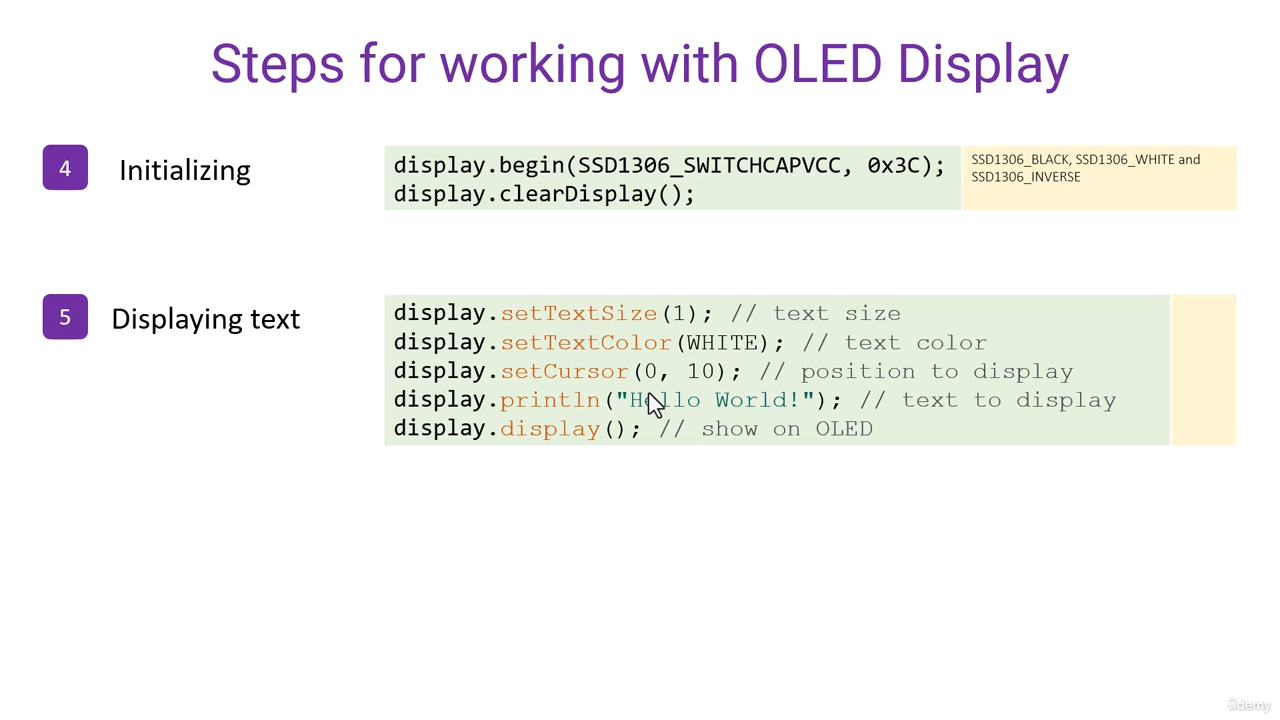 Steps for working with OLED Display
4
Initializing
display.begin(SSD1306_SWITCHCAPVCC, 0x3C);
display.clearDisplay();
SSD1306_BLACK, SSD1306_WHITE and
SSD1306_INVERSE
5
Displaying text
display.setTextSize(1); // text size
display.setTextColor(WHITE); // text color
display.setCursor(0, 10); // position to display
display.println("Hello World!"); // text to display
display.display(); // show on OLED
ûdemy